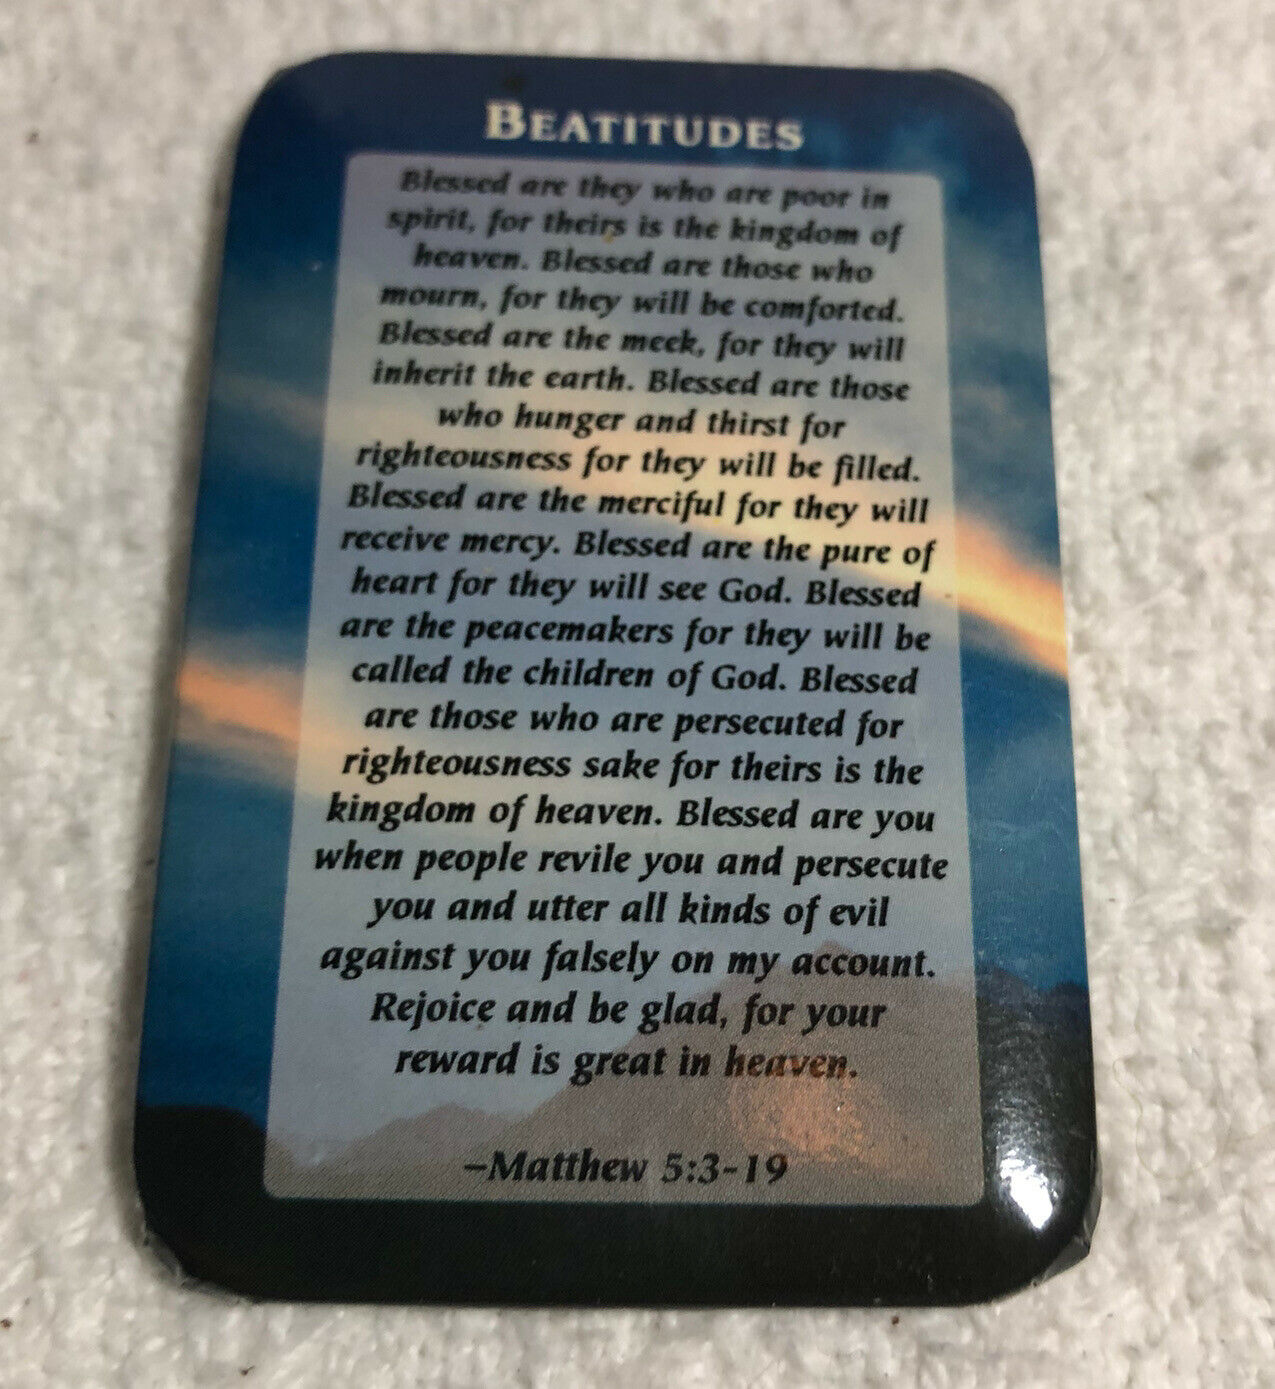 BEATITUDES
Blessed are they who are poor in
spirit, for theirs is the kingdom of
heaven. Blessed are those who
mourn, for they will be comforted.
Blessed are the meek, for they will
inherit the earth. Blessed are those
who hunger and thirst for
righteousness for they will be filled.
Blessed are the merciful for they will
receive mercy. Blessed are the pure of
heart for they will see God. Blessed
are the peacemakers for they will be
called the children of God. Blessed
are those who are persecuted for
righteousness sake for theirs is the
kingdom of heaven. Blessed are you
when people revile you and persecute
you and utter all kinds of evil
against you falsely on my account.
Rejoice and be glad, for your
reward is great in heaven.
–Matthew 5:3-19